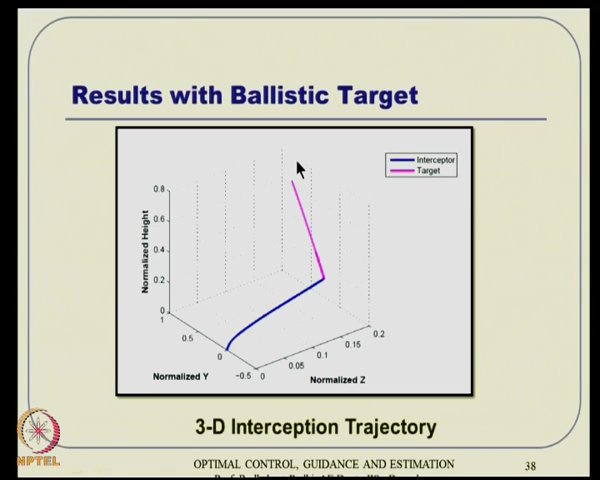 Results with Ballistic Target
Interceptor
Target
Normalized Height
0.8
0.6
0.4
0.2
0
1
0.5
0
-0.5
0
0.05
0.1
0.15
0.2
Normalized Y
Normalized Z
3-D Interception Trajectory
NPTEL
OPTIMAL CONTROL, GUIDANCE AND ESTIMATION
38